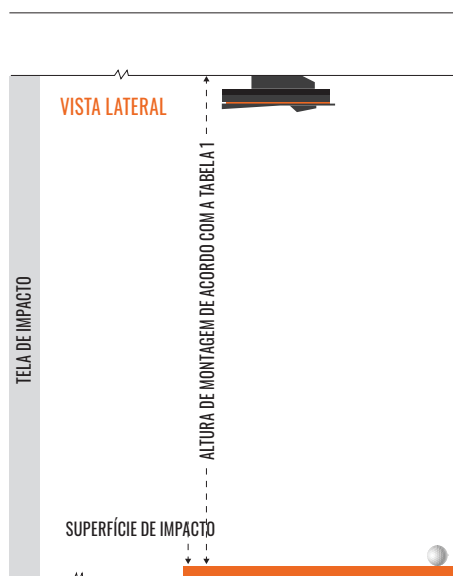 VISTA LATERAL
ALTURA DE MONTAGEM DE ACORDO COM A TABELA 1
TELA DE IMPACTO
SUPERFÍCIE DE IMPACTO